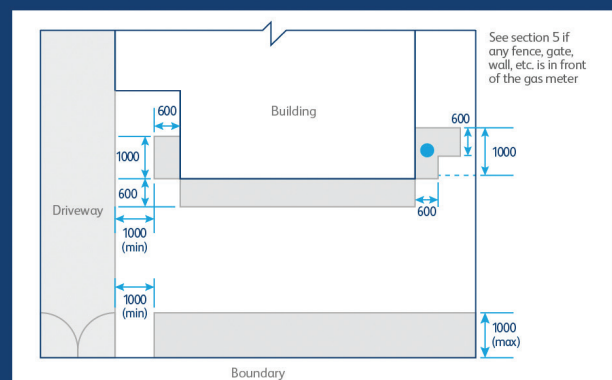 See section 5 if
any fence, gate,
wall, etc. is in front
of the gas meter
600
Building
600
1000
1000
600
600
Driveway
1000
(min)
1000
(min)
1000
(max)
Boundary